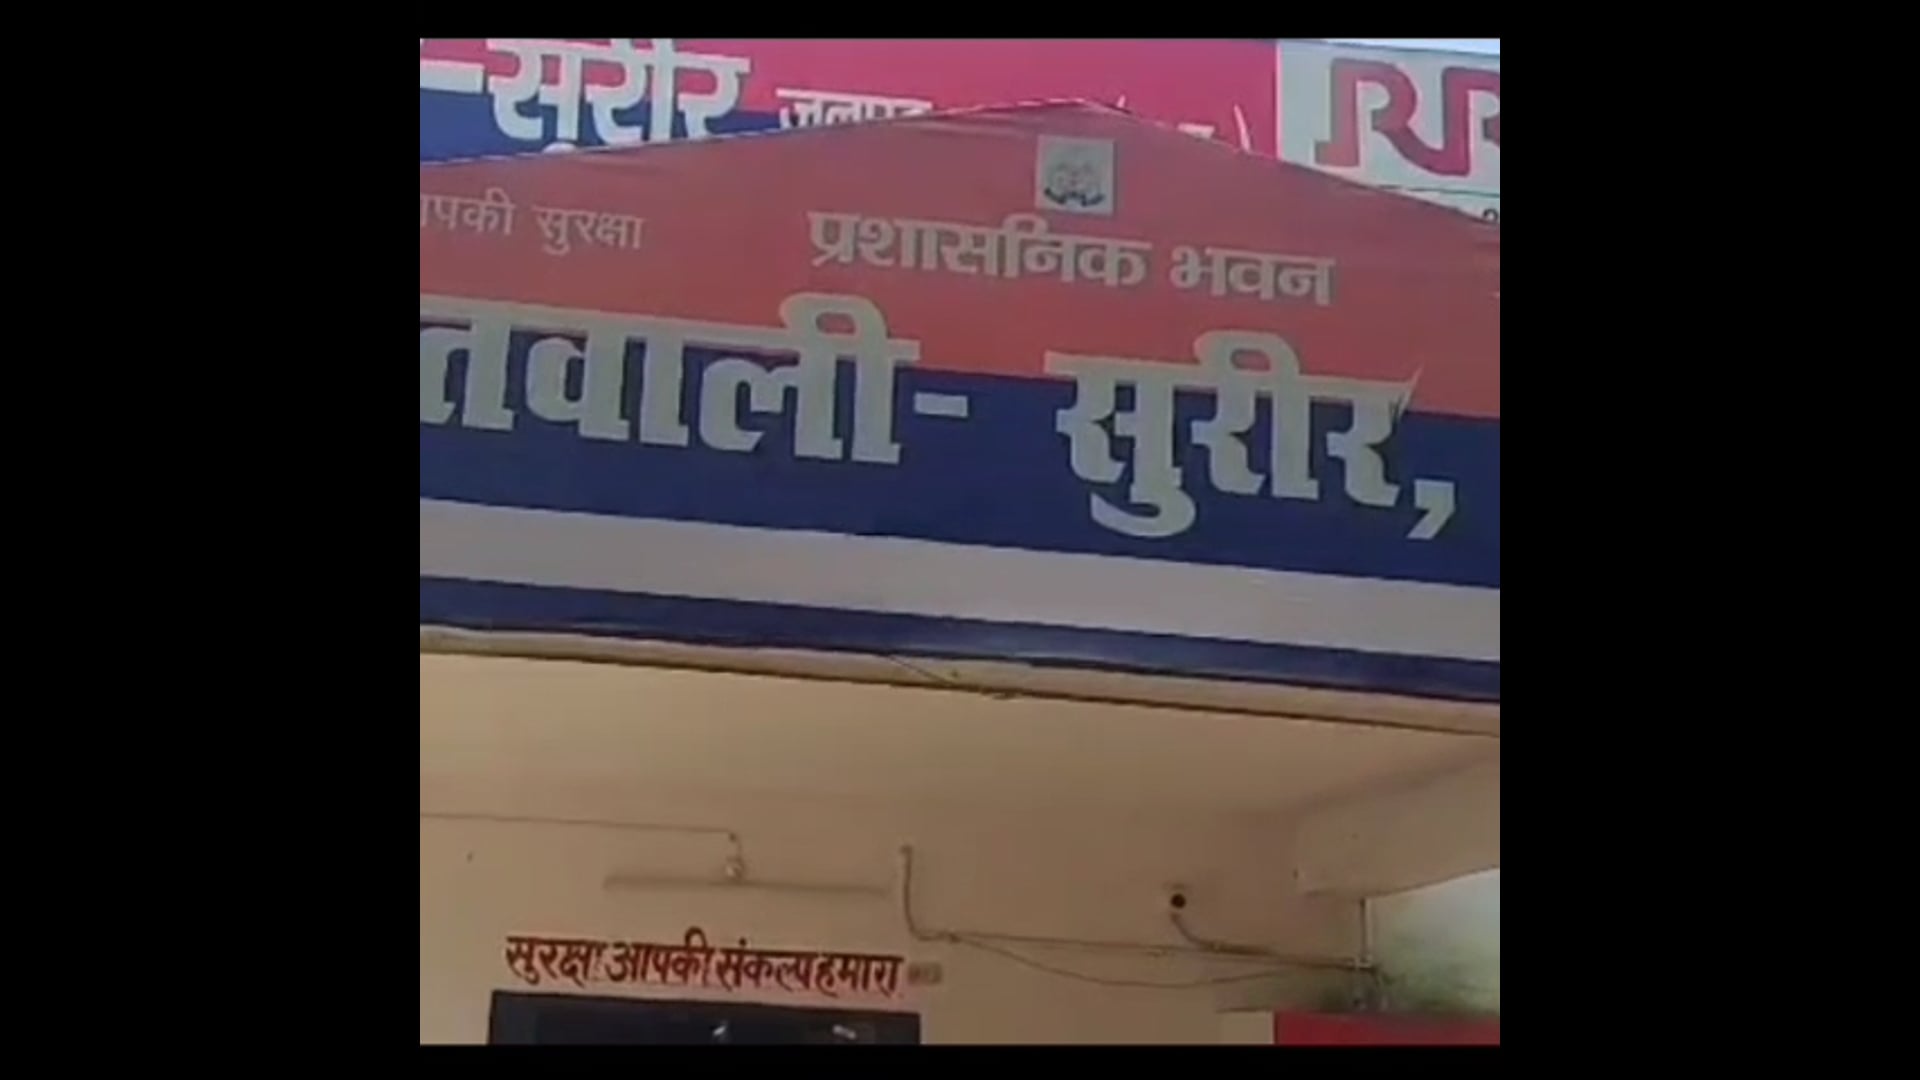 -सुरीर
आपकी सुरक्षा
प्रशासनिक भवन
तवाली- सुरीर,
सुरक्षा आपकी संकल्प हमारा